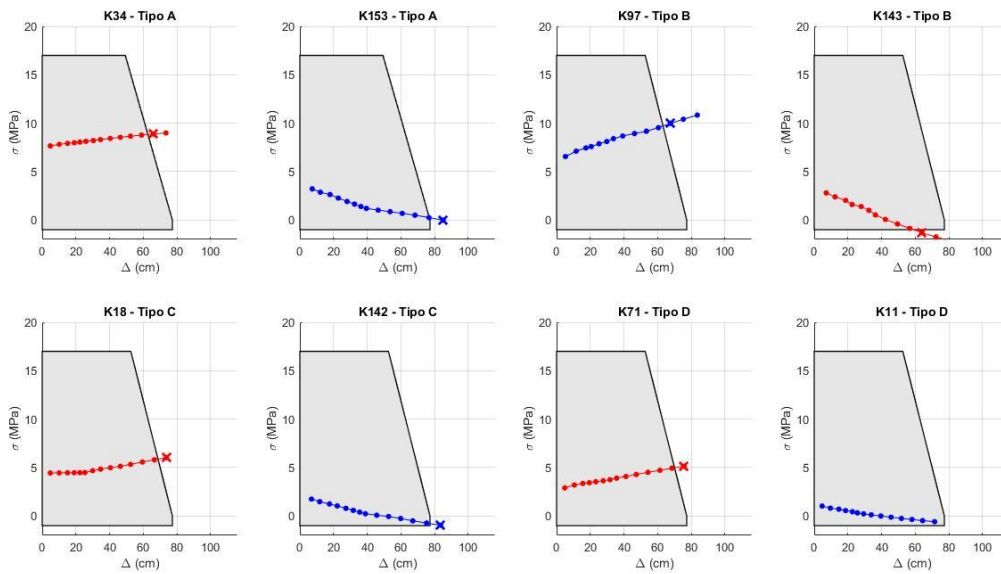 K34 - Tipo A
20
15
10
5
0
σ (MPa)
0 20 40 60 80 100
Δ (cm)
K153 - Tipo A
20
15
10
5
0
σ (MPa)
0 20 40 60 80 100
Δ (cm)
K97 - Tipo B
20
15
10
5
0
σ (MPa)
0 20 40 60 80 100
Δ (cm)
K143 - Tipo B
20
15
10
5
0
σ (MPa)
0 20 40 60 80 100
Δ (cm)
K18 - Tipo C
20
15
10
5
0
σ (MPa)
0 20 40 60 80 100
Δ (cm)
K142 - Tipo C
20
15
10
5
0
σ (MPa)
0 20 40 60 80 100
Δ (cm)
K71 - Tipo D
20
15
10
5
0
σ (MPa)
0 20 40 60 80 100
Δ (cm)
K11 - Tipo D
20
15
10
5
0
σ (MPa)
0 20 40 60 80 100
Δ (cm)